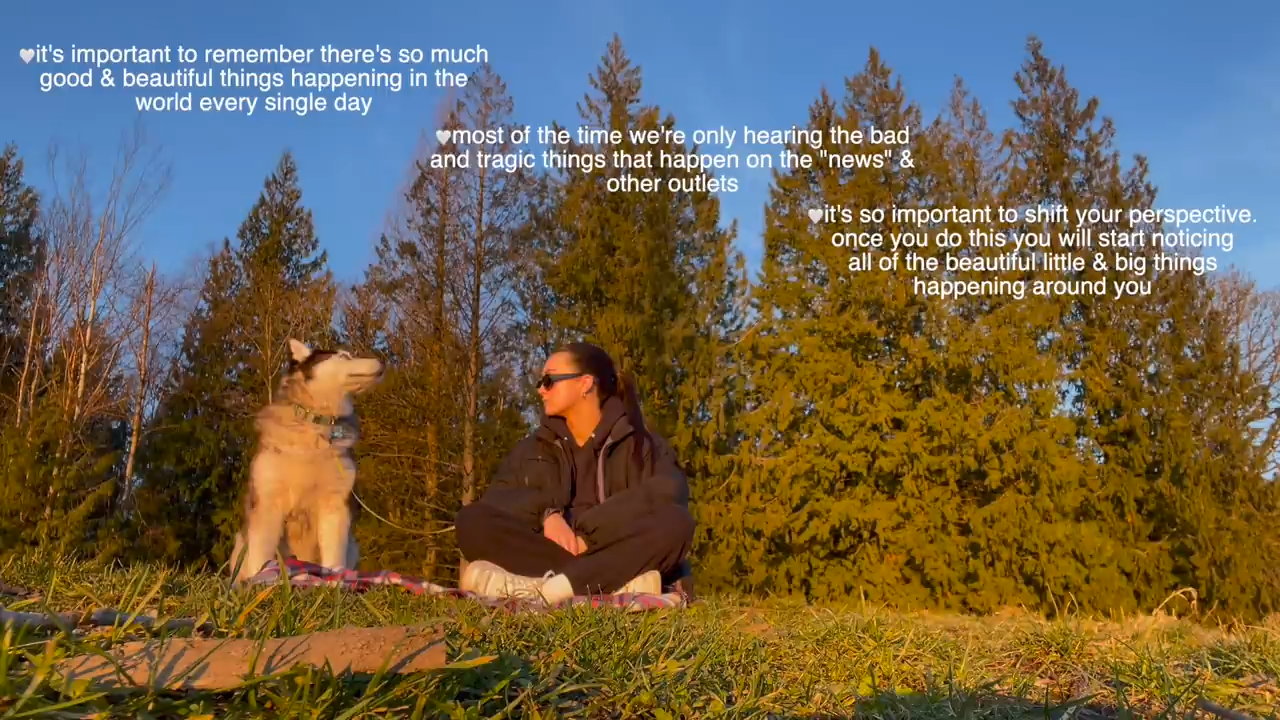 🤍it's important to remember there's so much
good & beautiful things happening in the
world every single day
🤍most of the time we're only hearing the bad
and tragic things that happen on the "news" &
other outlets
🤍it's so important to shift your perspective.
once you do this you will start noticing
all of the beautiful little & big things
happening around you